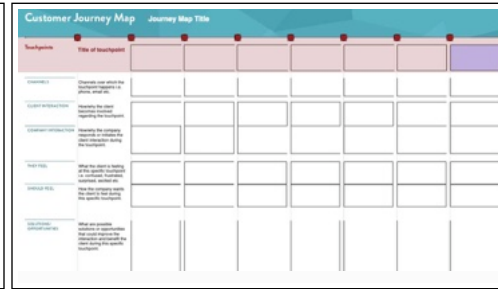 Customer Journey Map Journey Map Title
Touchpoints
Title of touchpoint
CHANNELS
Channels over which the
touchpoint happens i.e.
phone, email etc.
CLIENT INTERACTION
How/why the client
becomes involved
regarding the touchpoint
COMPANY INTERACTION
How/why the company
responds or initiates the
client interaction during
the touchpoint.
THEY FEEL
What the client is feeling
at this specific touchpoint
i.e. confused, frustrated,
surprised, excited etc.
SHOULD FEEL
How the company wants
the client to feel during
this specific touchpoint.
SOLUTIONS/
OPPORTUNITIES
What are possible
solutions or opportunities
that could improve the
interaction and benefit the
client during this specific
touchpoint.